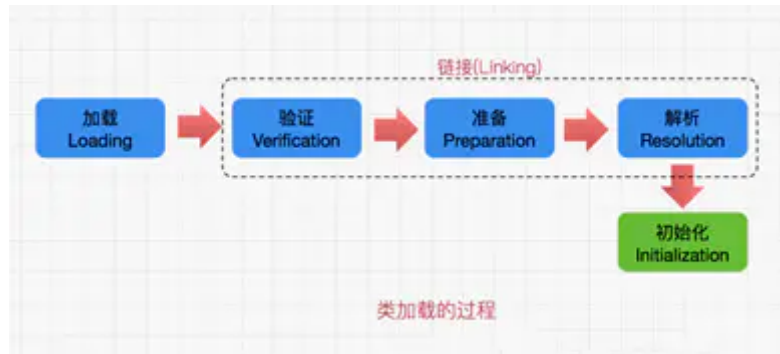 链接(Linking)
加载
Loading
验证
Verification
准备
Preparation
解析
Resolution
初始化
Initialization
类加载的过程